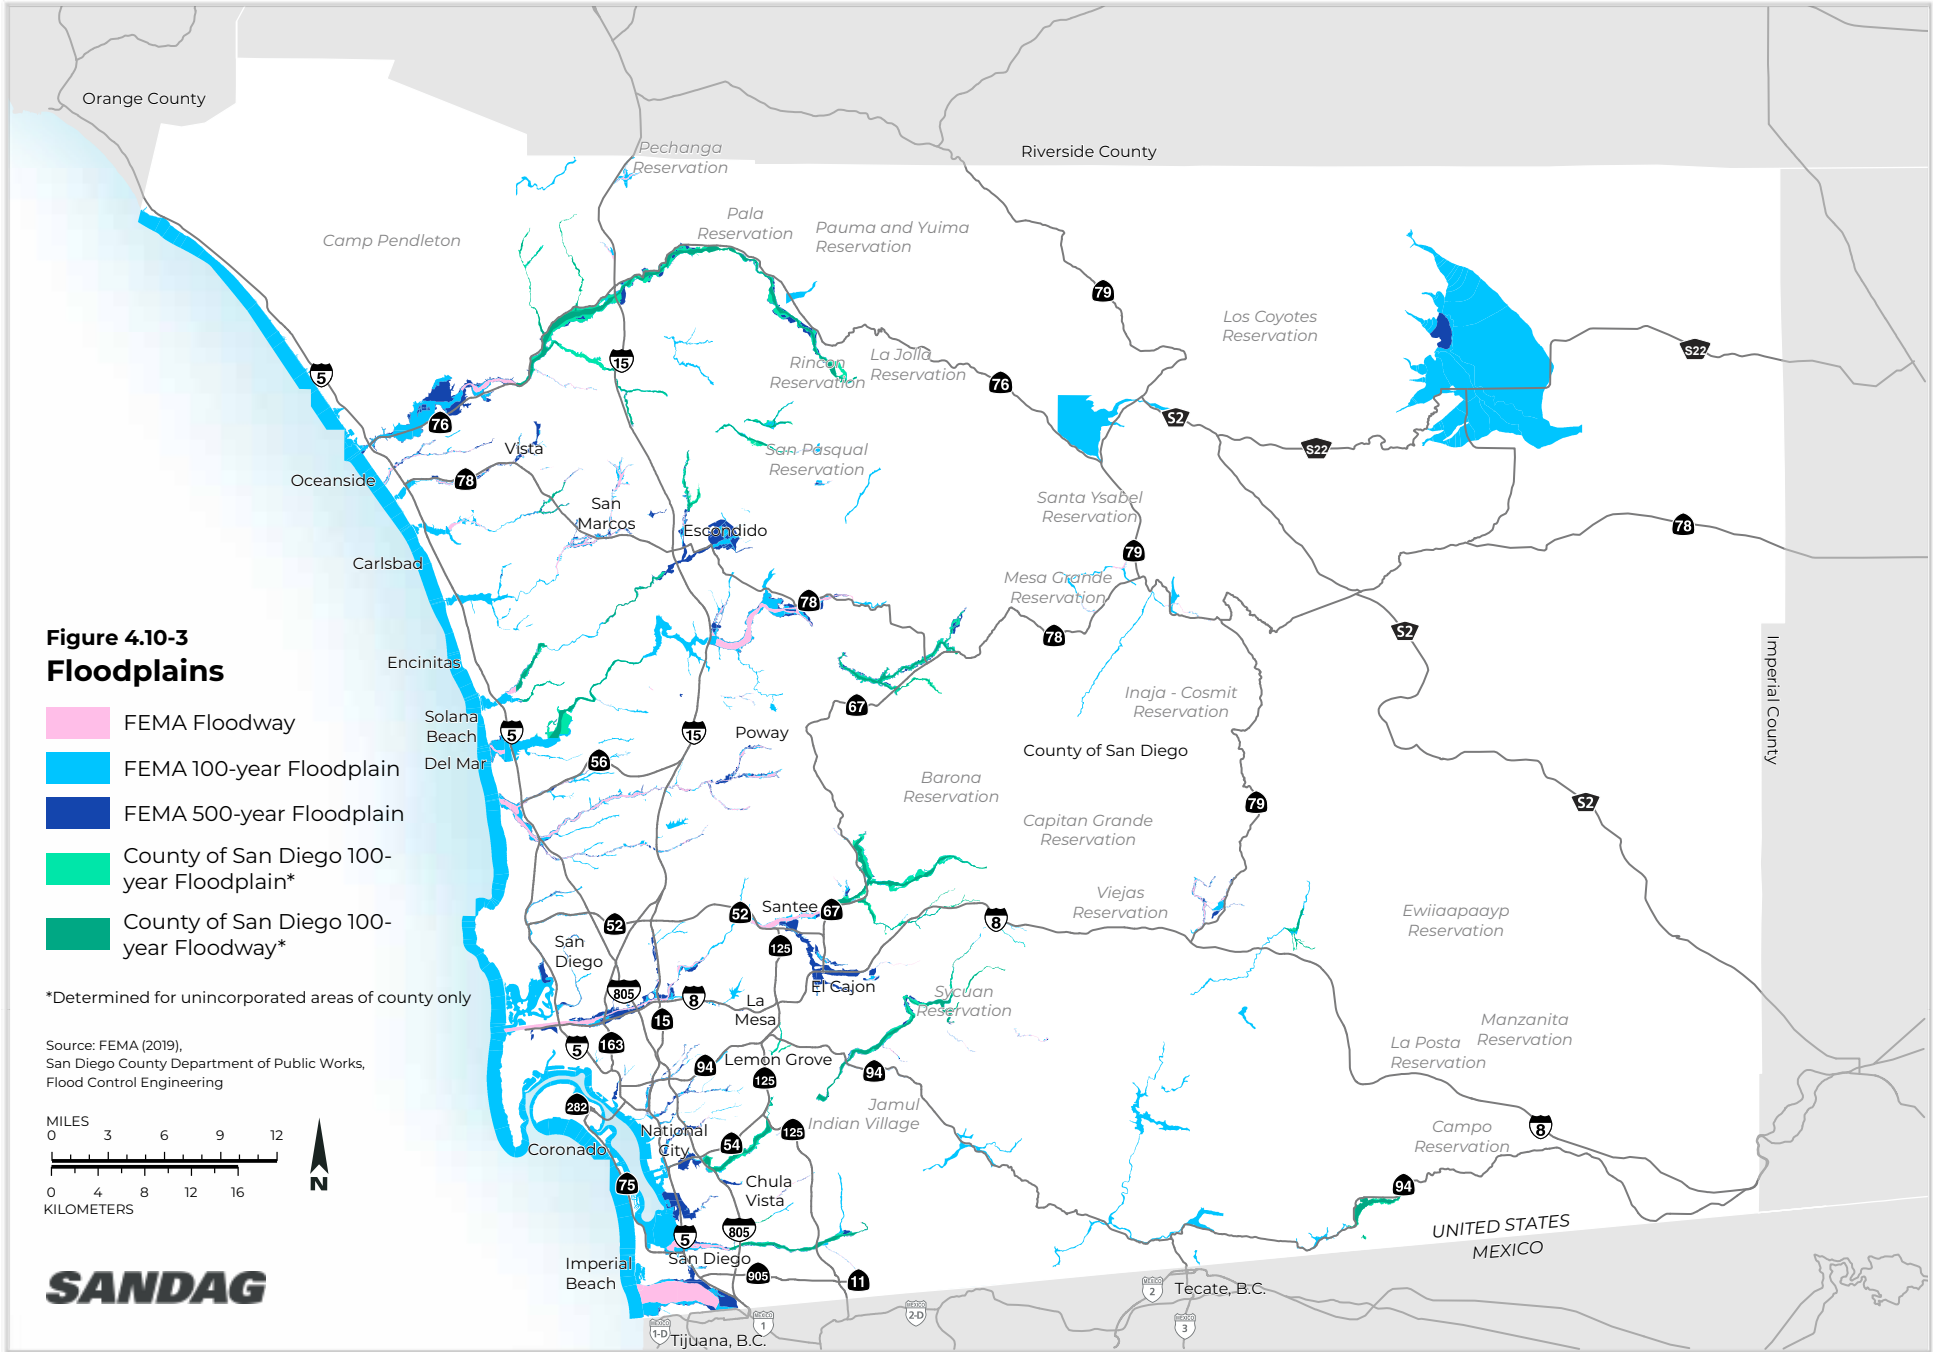 Orange County
Riverside County
Pechanga
Reservation
Pala
Reservation
Pauma and Yuima
Reservation
Camp Pendleton
79
Los Coyotes
Reservation
S22
5
15
Rincon
Reservation
La Jolla
Reservation
76
76
S2
S22
Vista
Oceanside
78
San Pasqual
Reservation
San
Marcos
Escondido
Santa Ysabel
Reservation
78
79
Carlsbad
Mesa Grande
Reservation
78
78
S2
Imperial County
Figure 4.10-3
Floodplains
FEMA Floodway
FEMA 100-year Floodplain
FEMA 500-year Floodplain
County of San Diego 100-
year Floodplain*
County of San Diego 100-
year Floodway*
*Determined for unincorporated areas of county only
Source: FEMA (2019),
San Diego County Department of Public Works,
Flood Control Engineering
MILES
0 3 6 9 12
0 4 8 12 16
KILOMETERS
N
SANDAG
Encinitas
Solana
Beach
Del Mar
5
15
Poway
67
56
Inaja - Cosmit
Reservation
County of San Diego
Barona
Reservation
79
S2
Capitan Grande
Reservation
Viejas
Reservation
Ewiiaapaayp
Reservation
52
52
Santee
67
8
San
Diego
125
El Cajon
805
8
La
Mesa
15
Sycuan
Reservation
5
163
Manzanita
Reservation
La Posta
Reservation
94
Lemon Grove
125
94
282
Jamul
Indian Village
Coronado
National
City
54
125
Campo
Reservation
8
75
Chula
Vista
94
5
805
San Diego
Imperial
Beach
905
11
UNITED STATES
MEXICO
MEXICO
2
Tecate, B.C.
MEXICO
1-D
MEXICO
1
MEXICO
2-D
MEXICO
3
Tijuana, B.C.